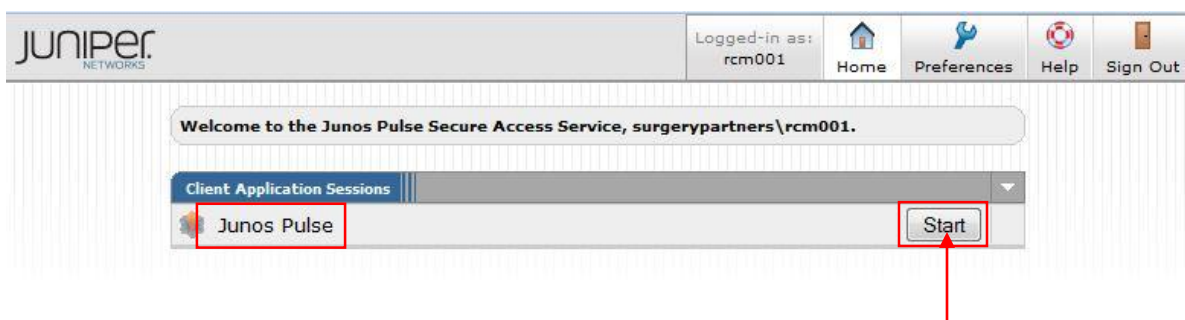 JUNIPER
NETWORKS
Logged-in as:
rcm001
Home
Preferences
Help
Sign Out
Welcome to the Junos Pulse Secure Access Service, surgerypartners\rcm001.
Client Application Sessions
Junos Pulse
Start